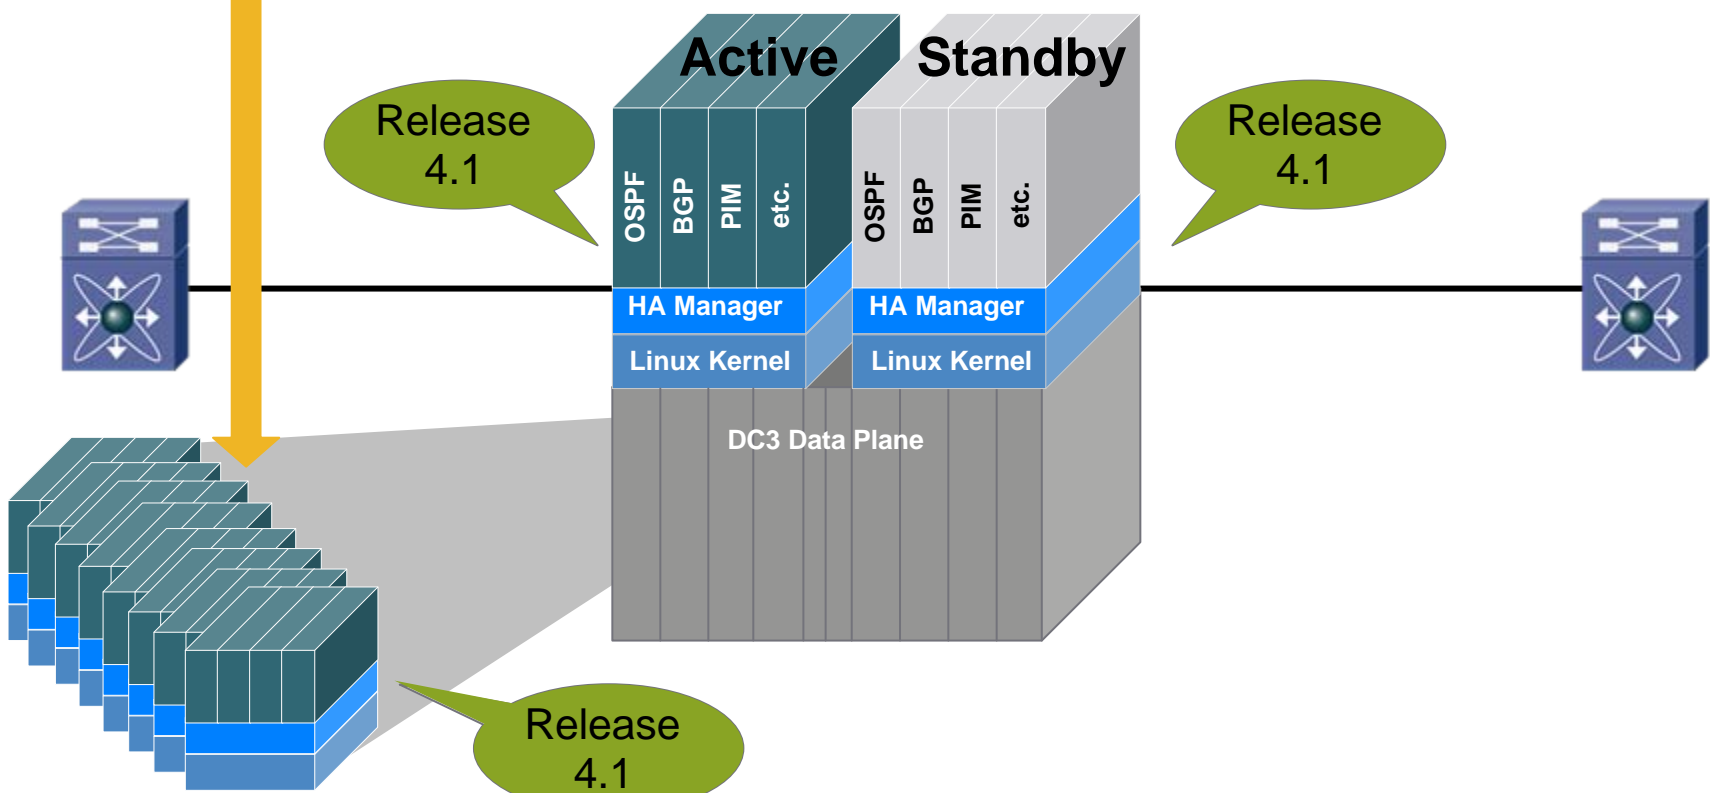 Active
Standby
Release
4.1
Release
4.1
OSPF
BGP
PIM
etc.
OSPF
BGP
PIM
etc.
HA Manager
HA Manager
Linux Kernel
Linux Kernel
DC3 Data Plane
Release
4.1